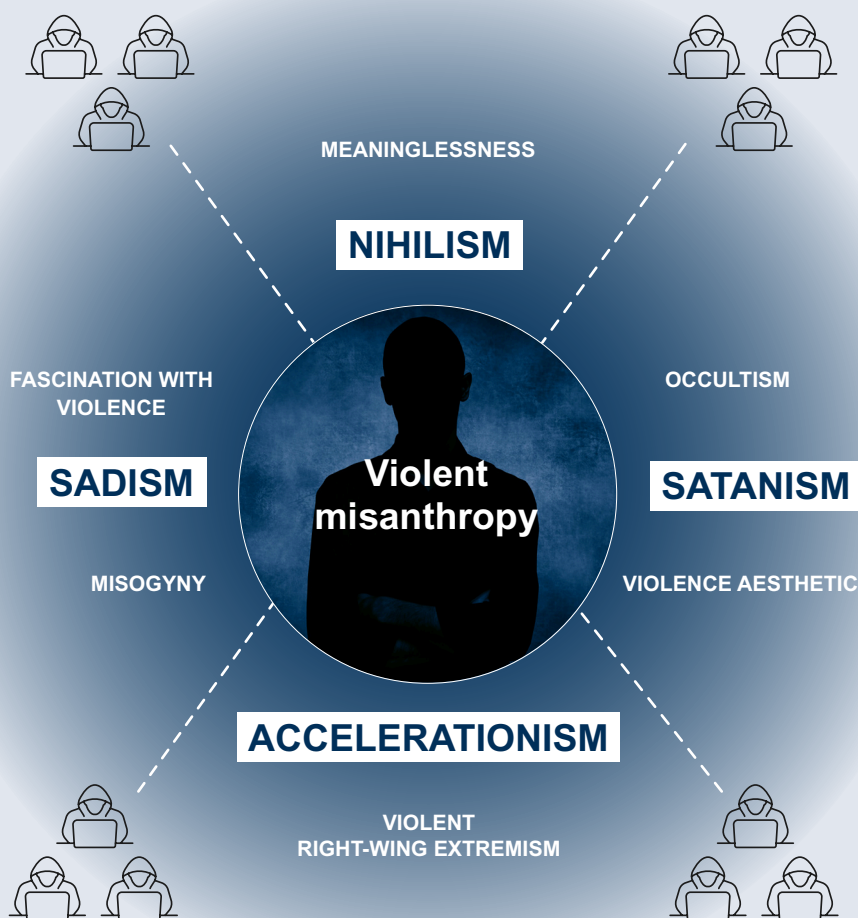 MEANINGLESSNESS
NIHILISM
FASCINATION WITH
VIOLENCE
OCCULTISM
SADISM
Violent
misanthropy
SATANISM
MISOGYNY
VIOLENCE AESTHETIC
ACCELERATIONISM
VIOLENT
RIGHT-WING EXTREMISM